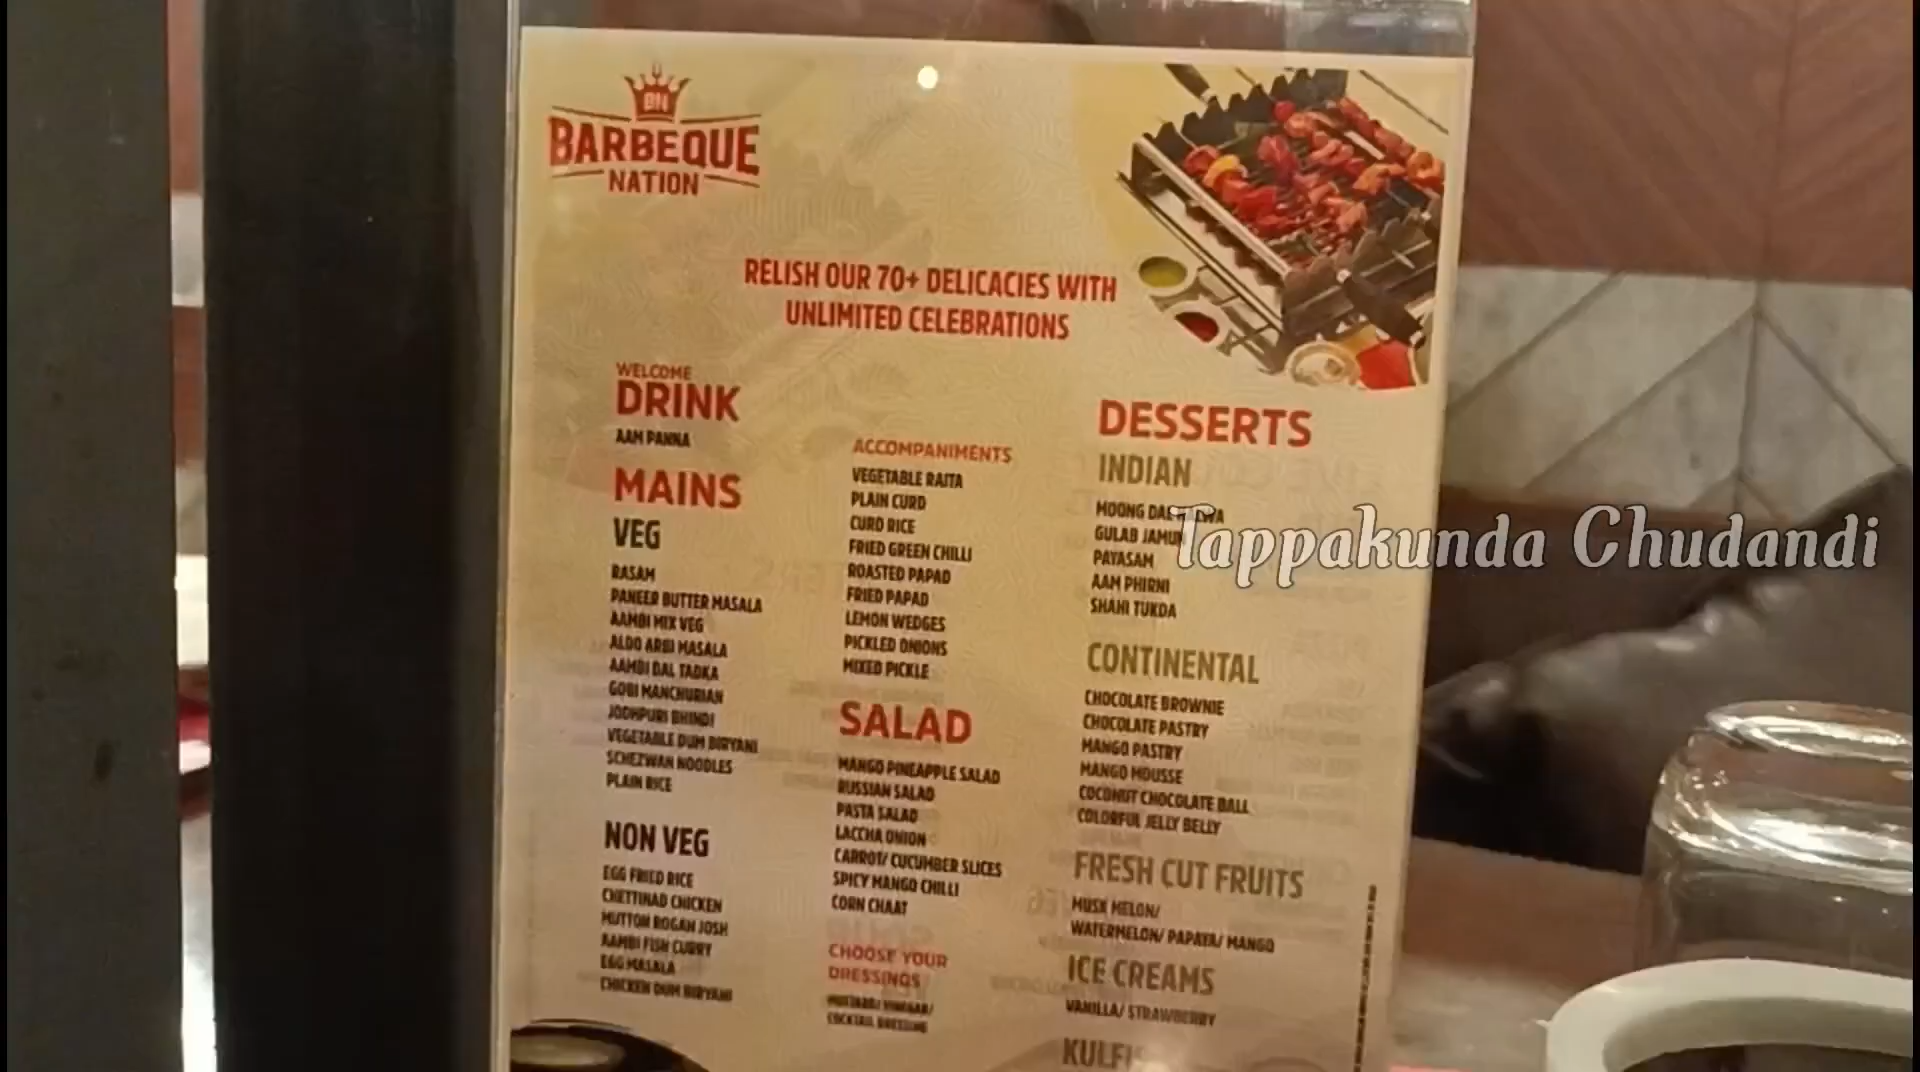 BN
BARBEQUE
NATION
RELISH OUR 70+ DELICACIES WITH
UNLIMITED CELEBRATIONS
WELCOME
DRINK
AAM PANNA
MAINS
VEG
RASAM
PANEER BUTTER MASALA
AAMBI MIX VEG
ALOO ARBI MASALA
AAMBI DAL TADKA
GOBI MANCHURIAN
JODHPURI BHINDI
VEGETABLE DUM BIRYANI
SCHEZWAN NOODLES
PLAIN RICE
NON VEG
EGG FRIED RICE
CHETTINAD CHICKEN
MUTTON ROGAN JOSH
AAMBI FISH CURRY
EGG MASALA
CHICKEN DUM BIRYANI
ACCOMPANIMENTS
VEGETABLE RAITA
PLAIN CURD
CURD RICE
FRIED GREEN CHILLI
ROASTED PAPAD
FRIED PAPAD
LEMON WEDGES
PICKLED ONIONS
MIXED PICKLE
SALAD
MANGO PINEAPPLE SALAD
RUSSIAN SALAD
PASTA SALAD
LACCHA ONION
CARROT/ CUCUMBER SLICES
SPICY MANGO CHILLI
CORN CHAAT
CHOOSE YOUR
DRESSINGS
MUSTARD/ VINEGAR/
COCKTAIL DRESSING
DESSERTS
INDIAN
MOONG DAL HALWA
GULAB JAMUN
PAYASAM
AAM PHIRNI
SHAHI TUKDA
CONTINENTAL
CHOCOLATE BROWNIE
CHOCOLATE PASTRY
MANGO PASTRY
MANGO MOUSSE
COCONUT CHOCOLATE BALL
COLORFUL JELLY BELLY
FRESH CUT FRUITS
MUSK MELON/
WATERMELON/ PAPAYA/ MANGO
ICE CREAMS
VANILLA/ STRAWBERRY
KULFIS
Tappakunda Chudandi